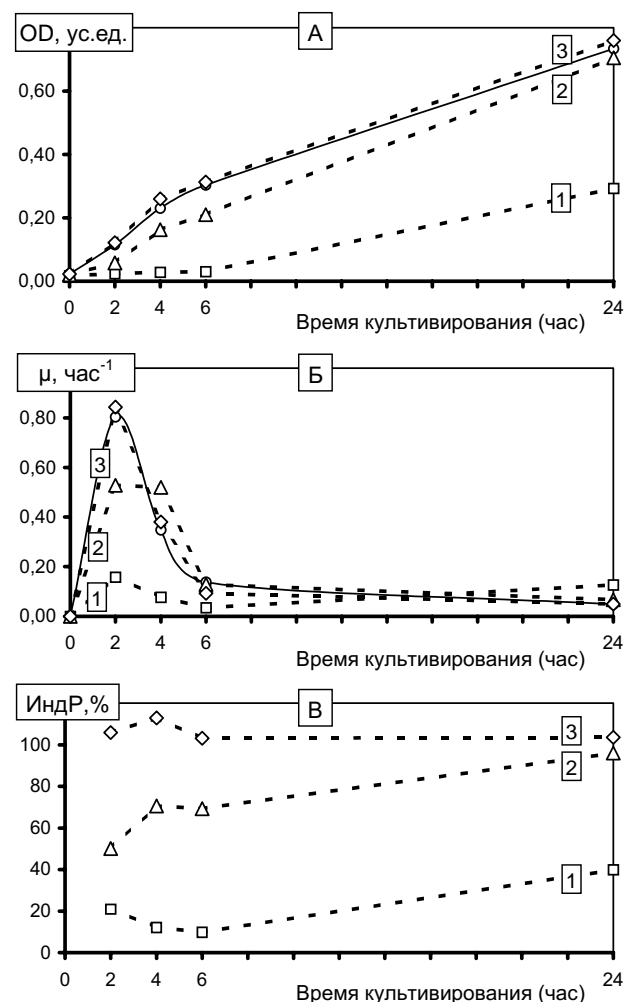 OD, ус.ед.
А
3
2
1
0,60
0,40
0,20
0,00
0 2 4 6 24
Время культивирования (час)
μ, час⁻¹
Б
0,80
0,60
0,40
0,20
0,00
3
2
1
0 2 4 6 24
Время культивирования (час)
ИндР,%
В
3
2
1
100
80
60
40
20
0
0 2 4 6 24
Время культивирования (час)